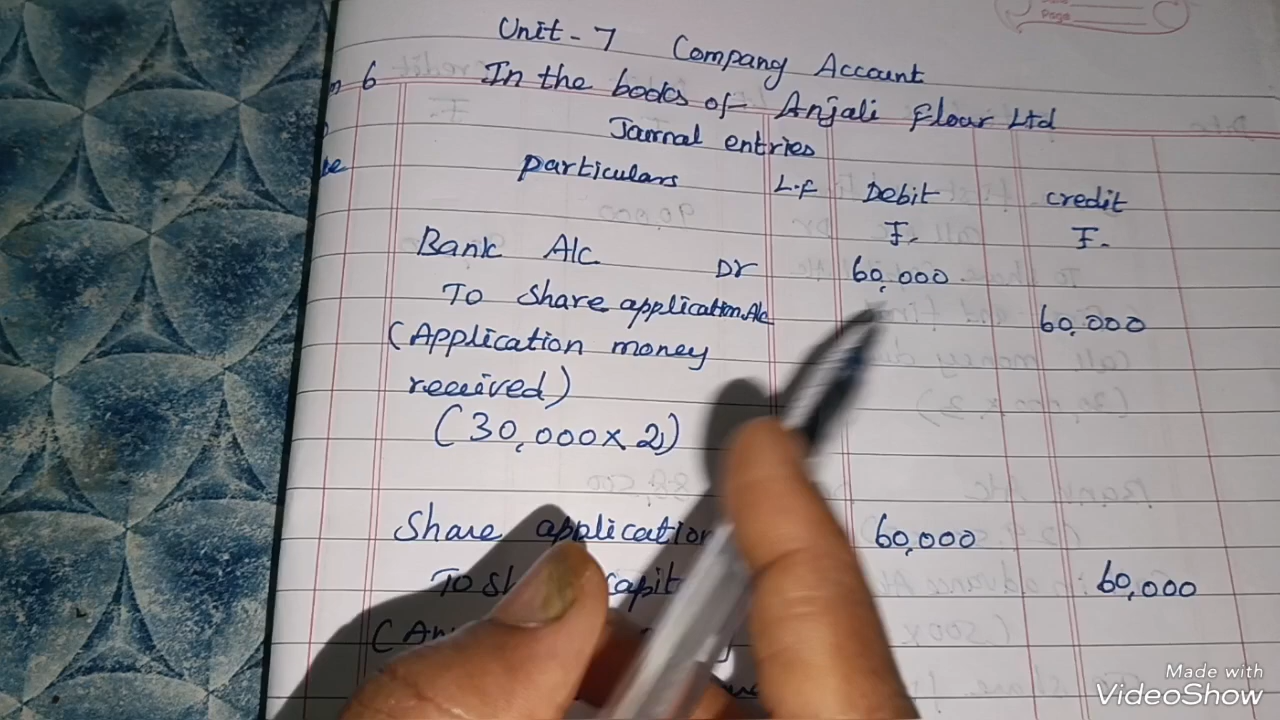 Unit - 7 Company Account
6 In the books of Anjali Flour Ltd
Jarnal entries
particulars L.F Debit credit
₹. ₹.
Bank A/c Dr 60,000
To Share application A/c 60,000
(Application money
received)
(30,000 x 2)
Share application 60,000
To 60,000
Made with
VideoShow